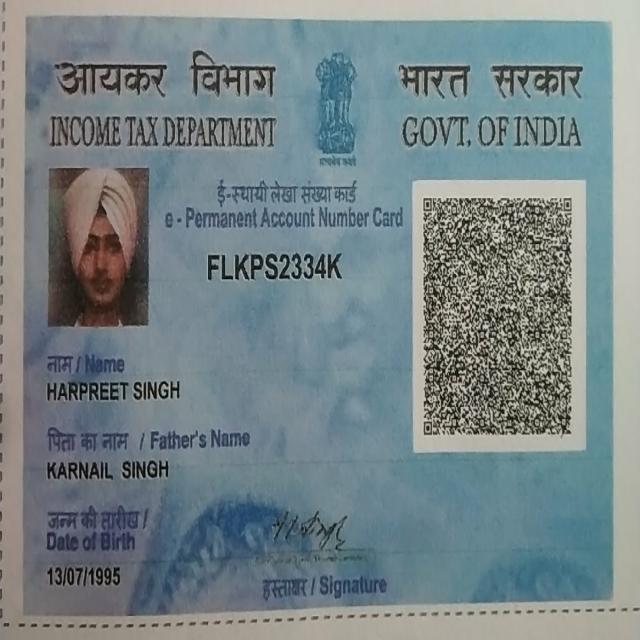 आयकर विभाग
INCOME TAX DEPARTMENT
सत्यमेव जयते
भारत सरकार
GOVT. OF INDIA
ई-स्थायी लेखा संख्या कार्ड
e - Permanent Account Number Card
FLKPS2334K
नाम / Name
HARPREET SINGH
पिता का नाम / Father's Name
KARNAIL SINGH
जन्म की तारीख /
Date of Birth
13/07/1995
हस्ताक्षर / Signature